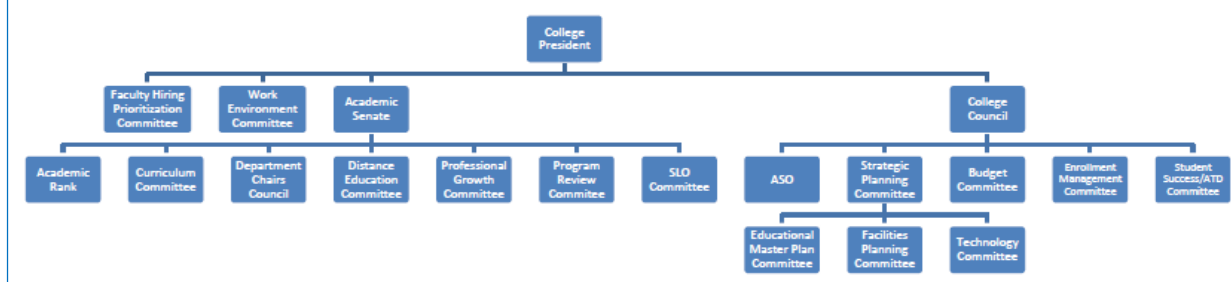 College
President
Faculty Hiring
Prioritization
Committee
Work
Environment
Committee
Academic
Senate
College
Council
Academic
Rank
Curriculum
Committee
Department
Chairs
Council
Distance
Education
Committee
Professional
Growth
Committee
Program
Review
Commitee
SLO
Committee
ASO
Strategic
Planning
Committee
Budget
Committee
Enrollment
Management
Committee
Student
Success/ATD
Committee
Educational
Master Plan
Committee
Facilities
Planning
Committee
Technology
Committee